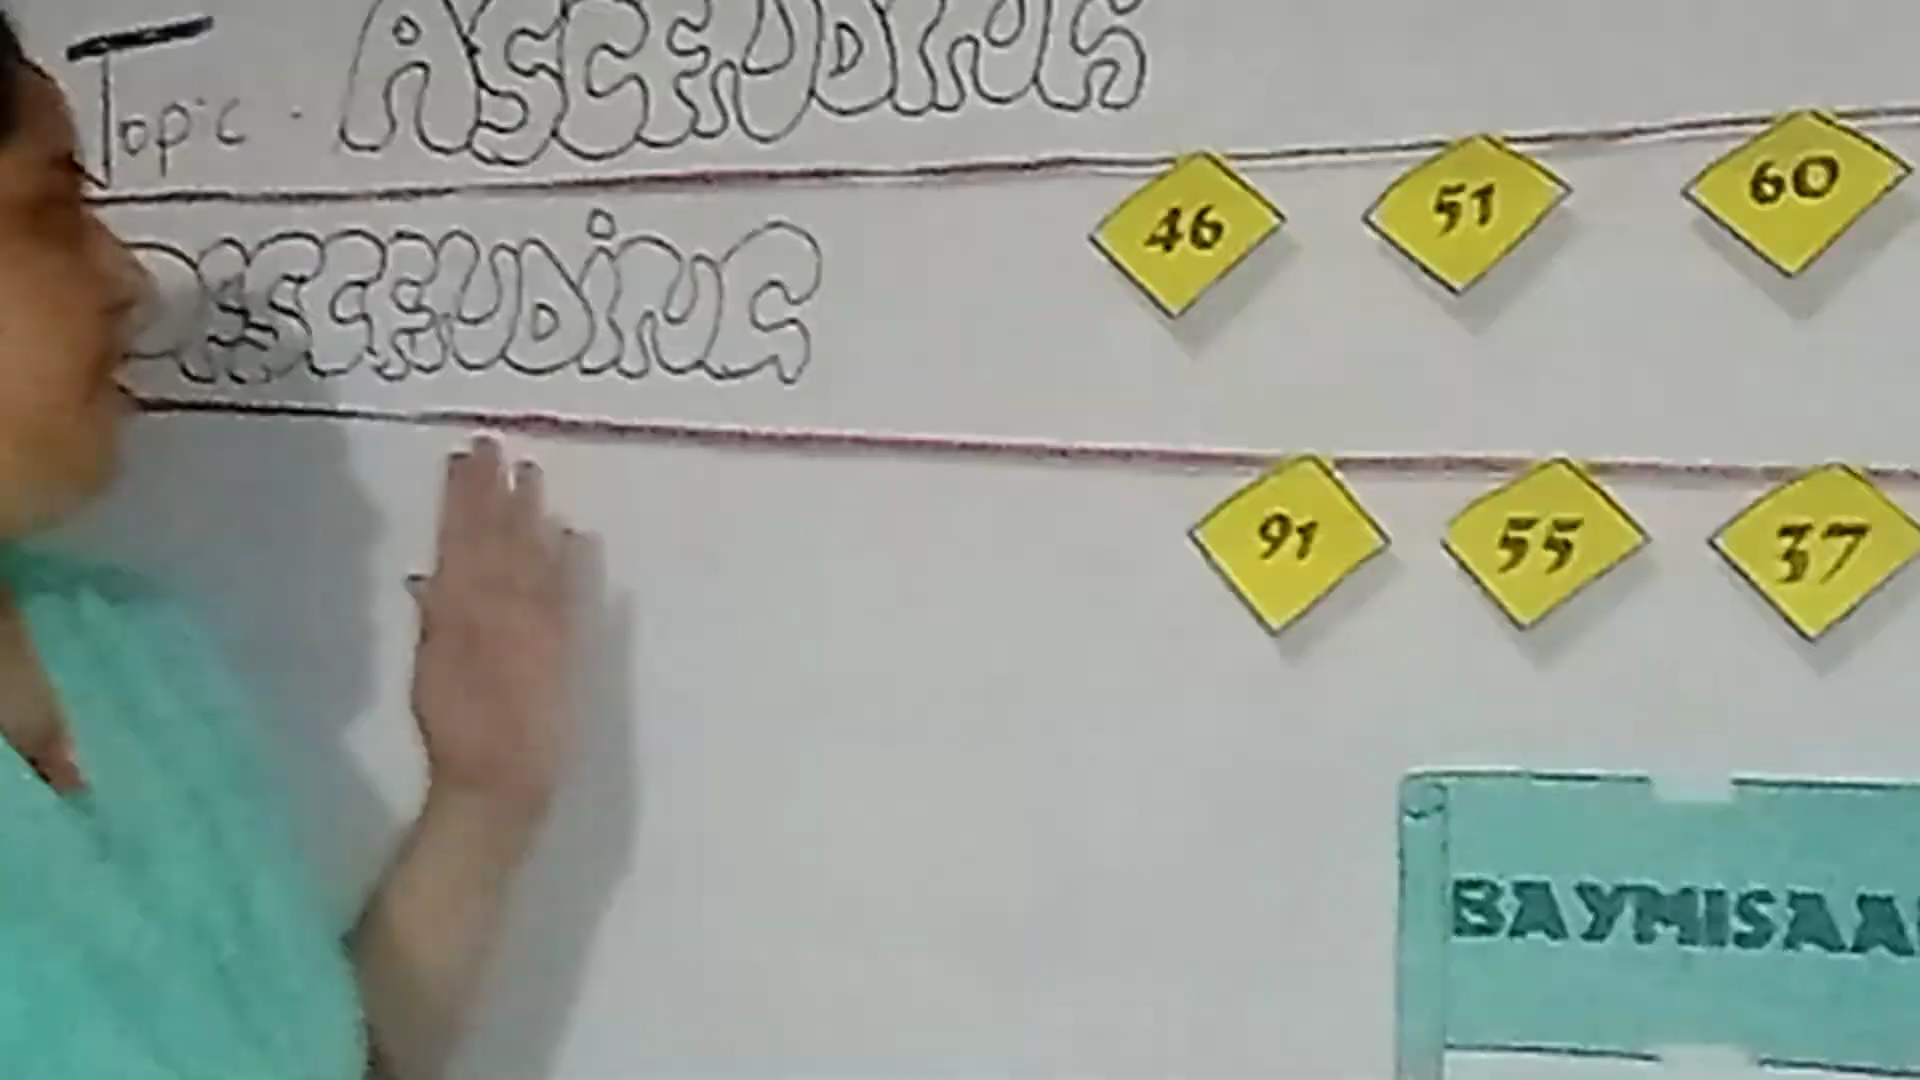 Topic. ASCENDING
46 51 60
DESCENDING
91 55 37
BAYMISAA